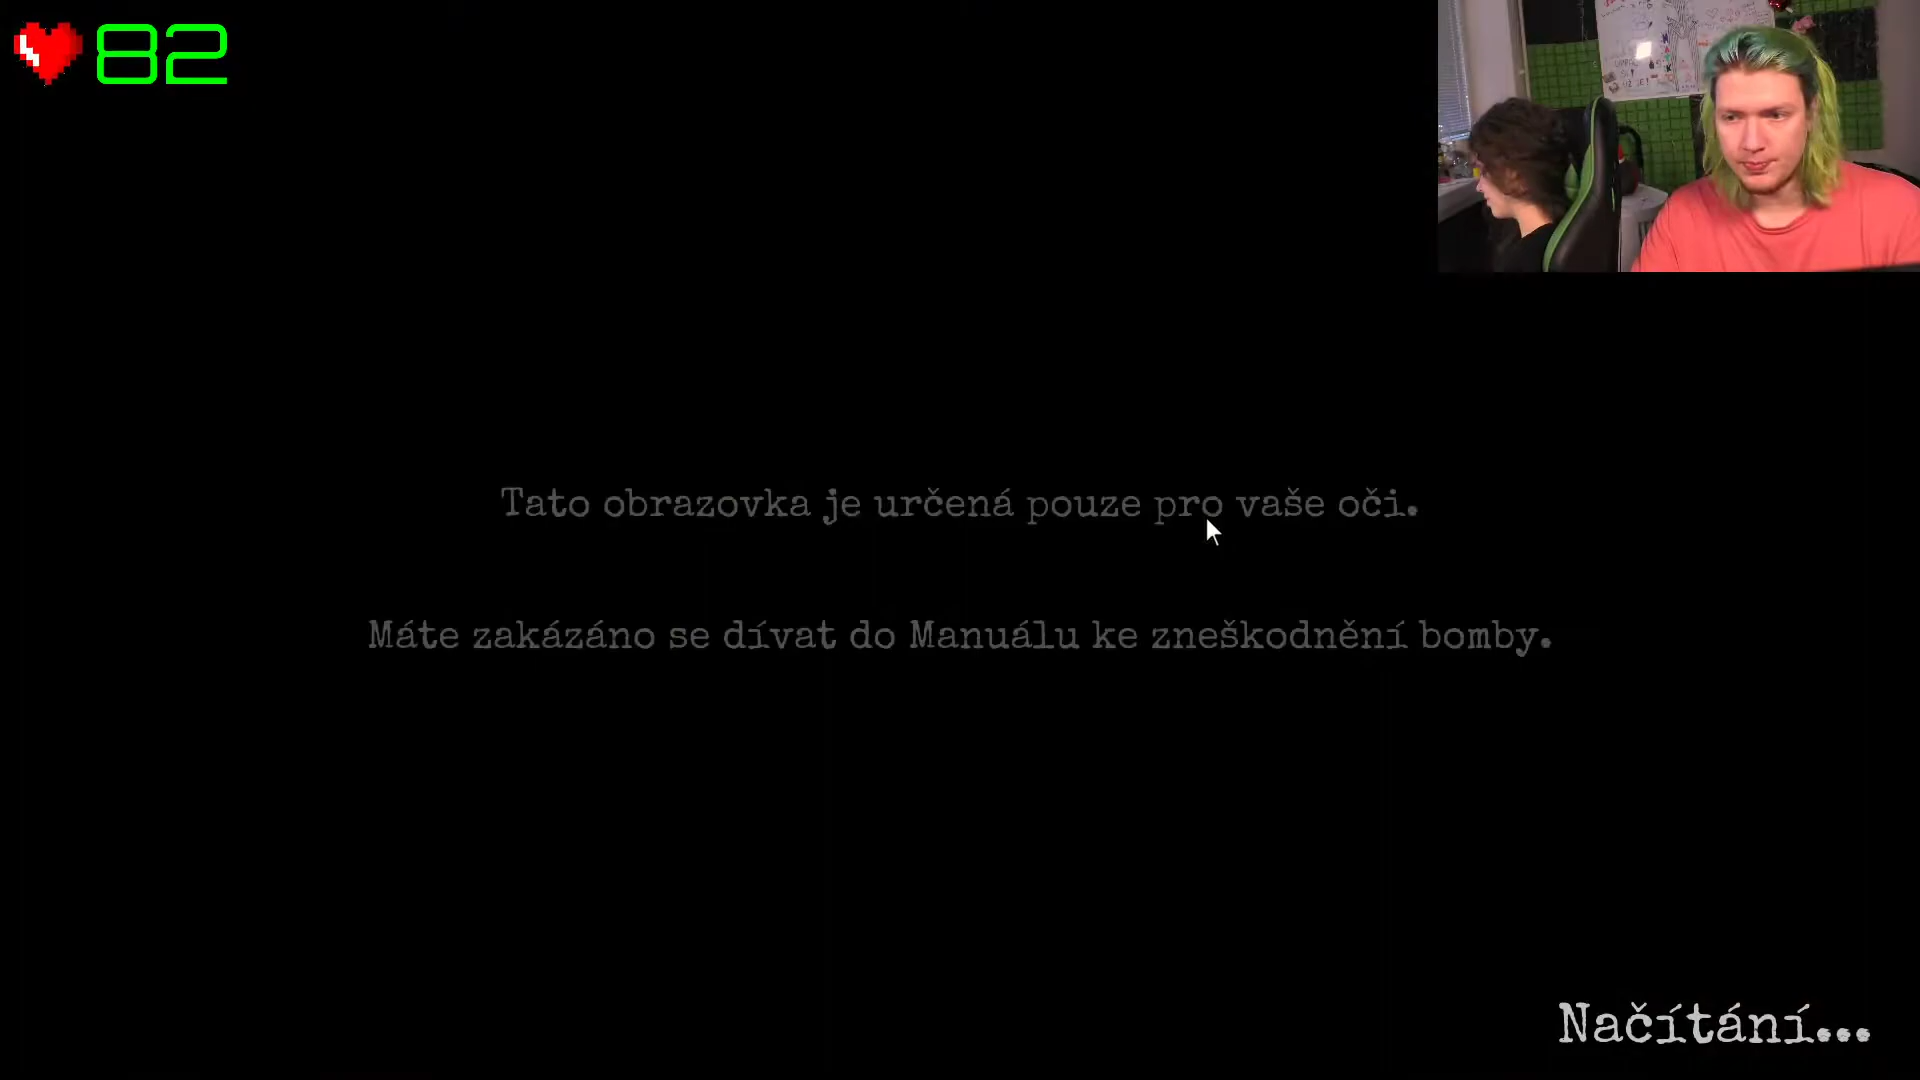 82
Tato obrazovka je určená pouze pro vaše oči.
Máte zakázáno se dívat do Manuálu ke zneškodnění bomby.
Načítání...